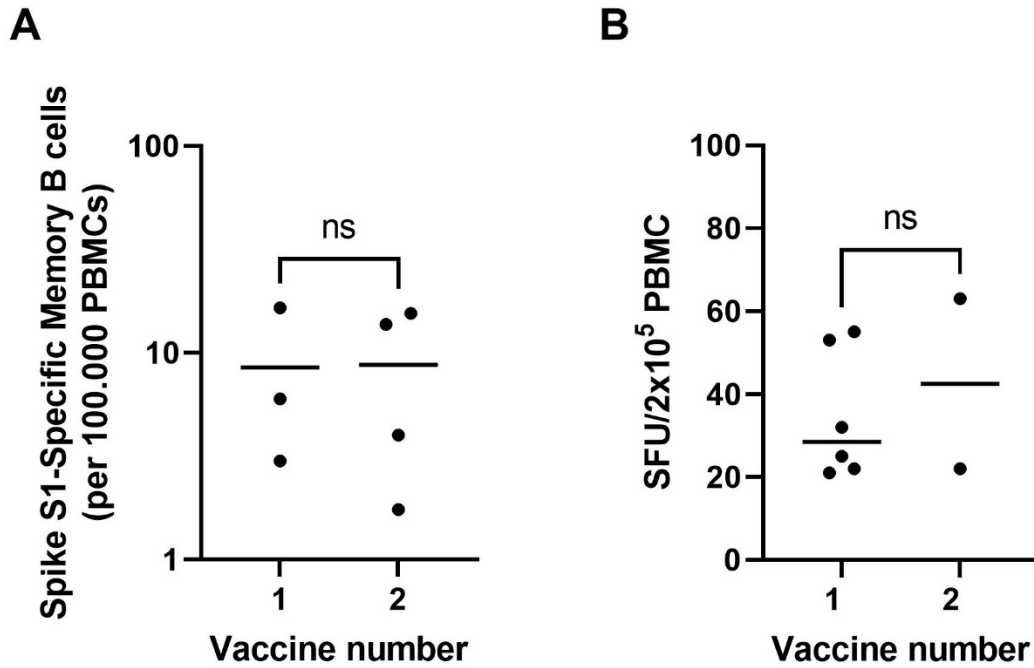 A
Spike S1-Specific Memory B cells
(per 100.000 PBMCs)
100
10
1
ns
1 2
Vaccine number
B
SFU/2x10⁵ PBMC
100
80
60
40
20
0
ns
1 2
Vaccine number